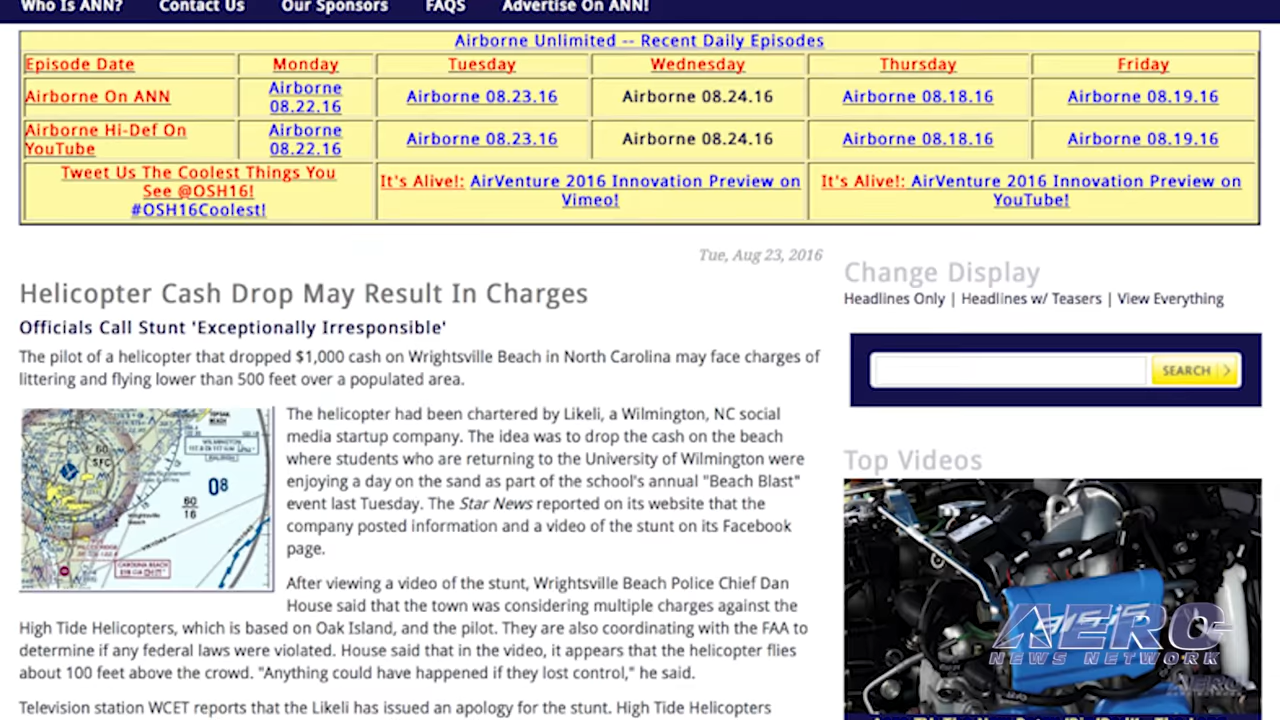 Who Is ANN? Contact Us Our Sponsors FAQS Advertise On ANN!
Airborne Unlimited -- Recent Daily Episodes
Episode Date Monday Tuesday Wednesday Thursday Friday
Airborne On ANN Airborne 08.22.16 Airborne 08.23.16 Airborne 08.24.16 Airborne 08.18.16 Airborne 08.19.16
Airborne Hi-Def On YouTube Airborne 08.22.16 Airborne 08.23.16 Airborne 08.24.16 Airborne 08.18.16 Airborne 08.19.16
Tweet Us The Coolest Things You
See @OSH16!
#OSH16Coolest!
It's Alive!: AirVenture 2016 Innovation Preview on
Vimeo!
It's Alive!: AirVenture 2016 Innovation Preview on
YouTube!
Tue, Aug 23, 2016
Helicopter Cash Drop May Result In Charges
Officials Call Stunt 'Exceptionally Irresponsible'
The pilot of a helicopter that dropped $1,000 cash on Wrightsville Beach in North Carolina may face charges of
littering and flying lower than 500 feet over a populated area.
The helicopter had been chartered by Likeli, a Wilmington, NC social
media startup company. The idea was to drop the cash on the beach
where students who are returning to the University of Wilmington were
enjoying a day on the sand as part of the school's annual "Beach Blast"
event last Tuesday. The Star News reported on its website that the
company posted information and a video of the stunt on its Facebook
page.
After viewing a video of the stunt, Wrightsville Beach Police Chief Dan
House said that the town was considering multiple charges against the
High Tide Helicopters, which is based on Oak Island, and the pilot. They are also coordinating with the FAA to
determine if any federal laws were violated. House said that in the video, it appears that the helicopter flies
about 100 feet above the crowd. "Anything could have happened if they lost control," he said.
Television station WCET reports that the Likeli has issued an apology for the stunt. High Tide Helicopters
60
SFC
08
60
16
WILMINGTON
CAROLINA BEACH
Change Display
Headlines Only | Headlines w/ Teasers | View Everything
SEARCH
Top Videos
AERO
NEWS NETWORK